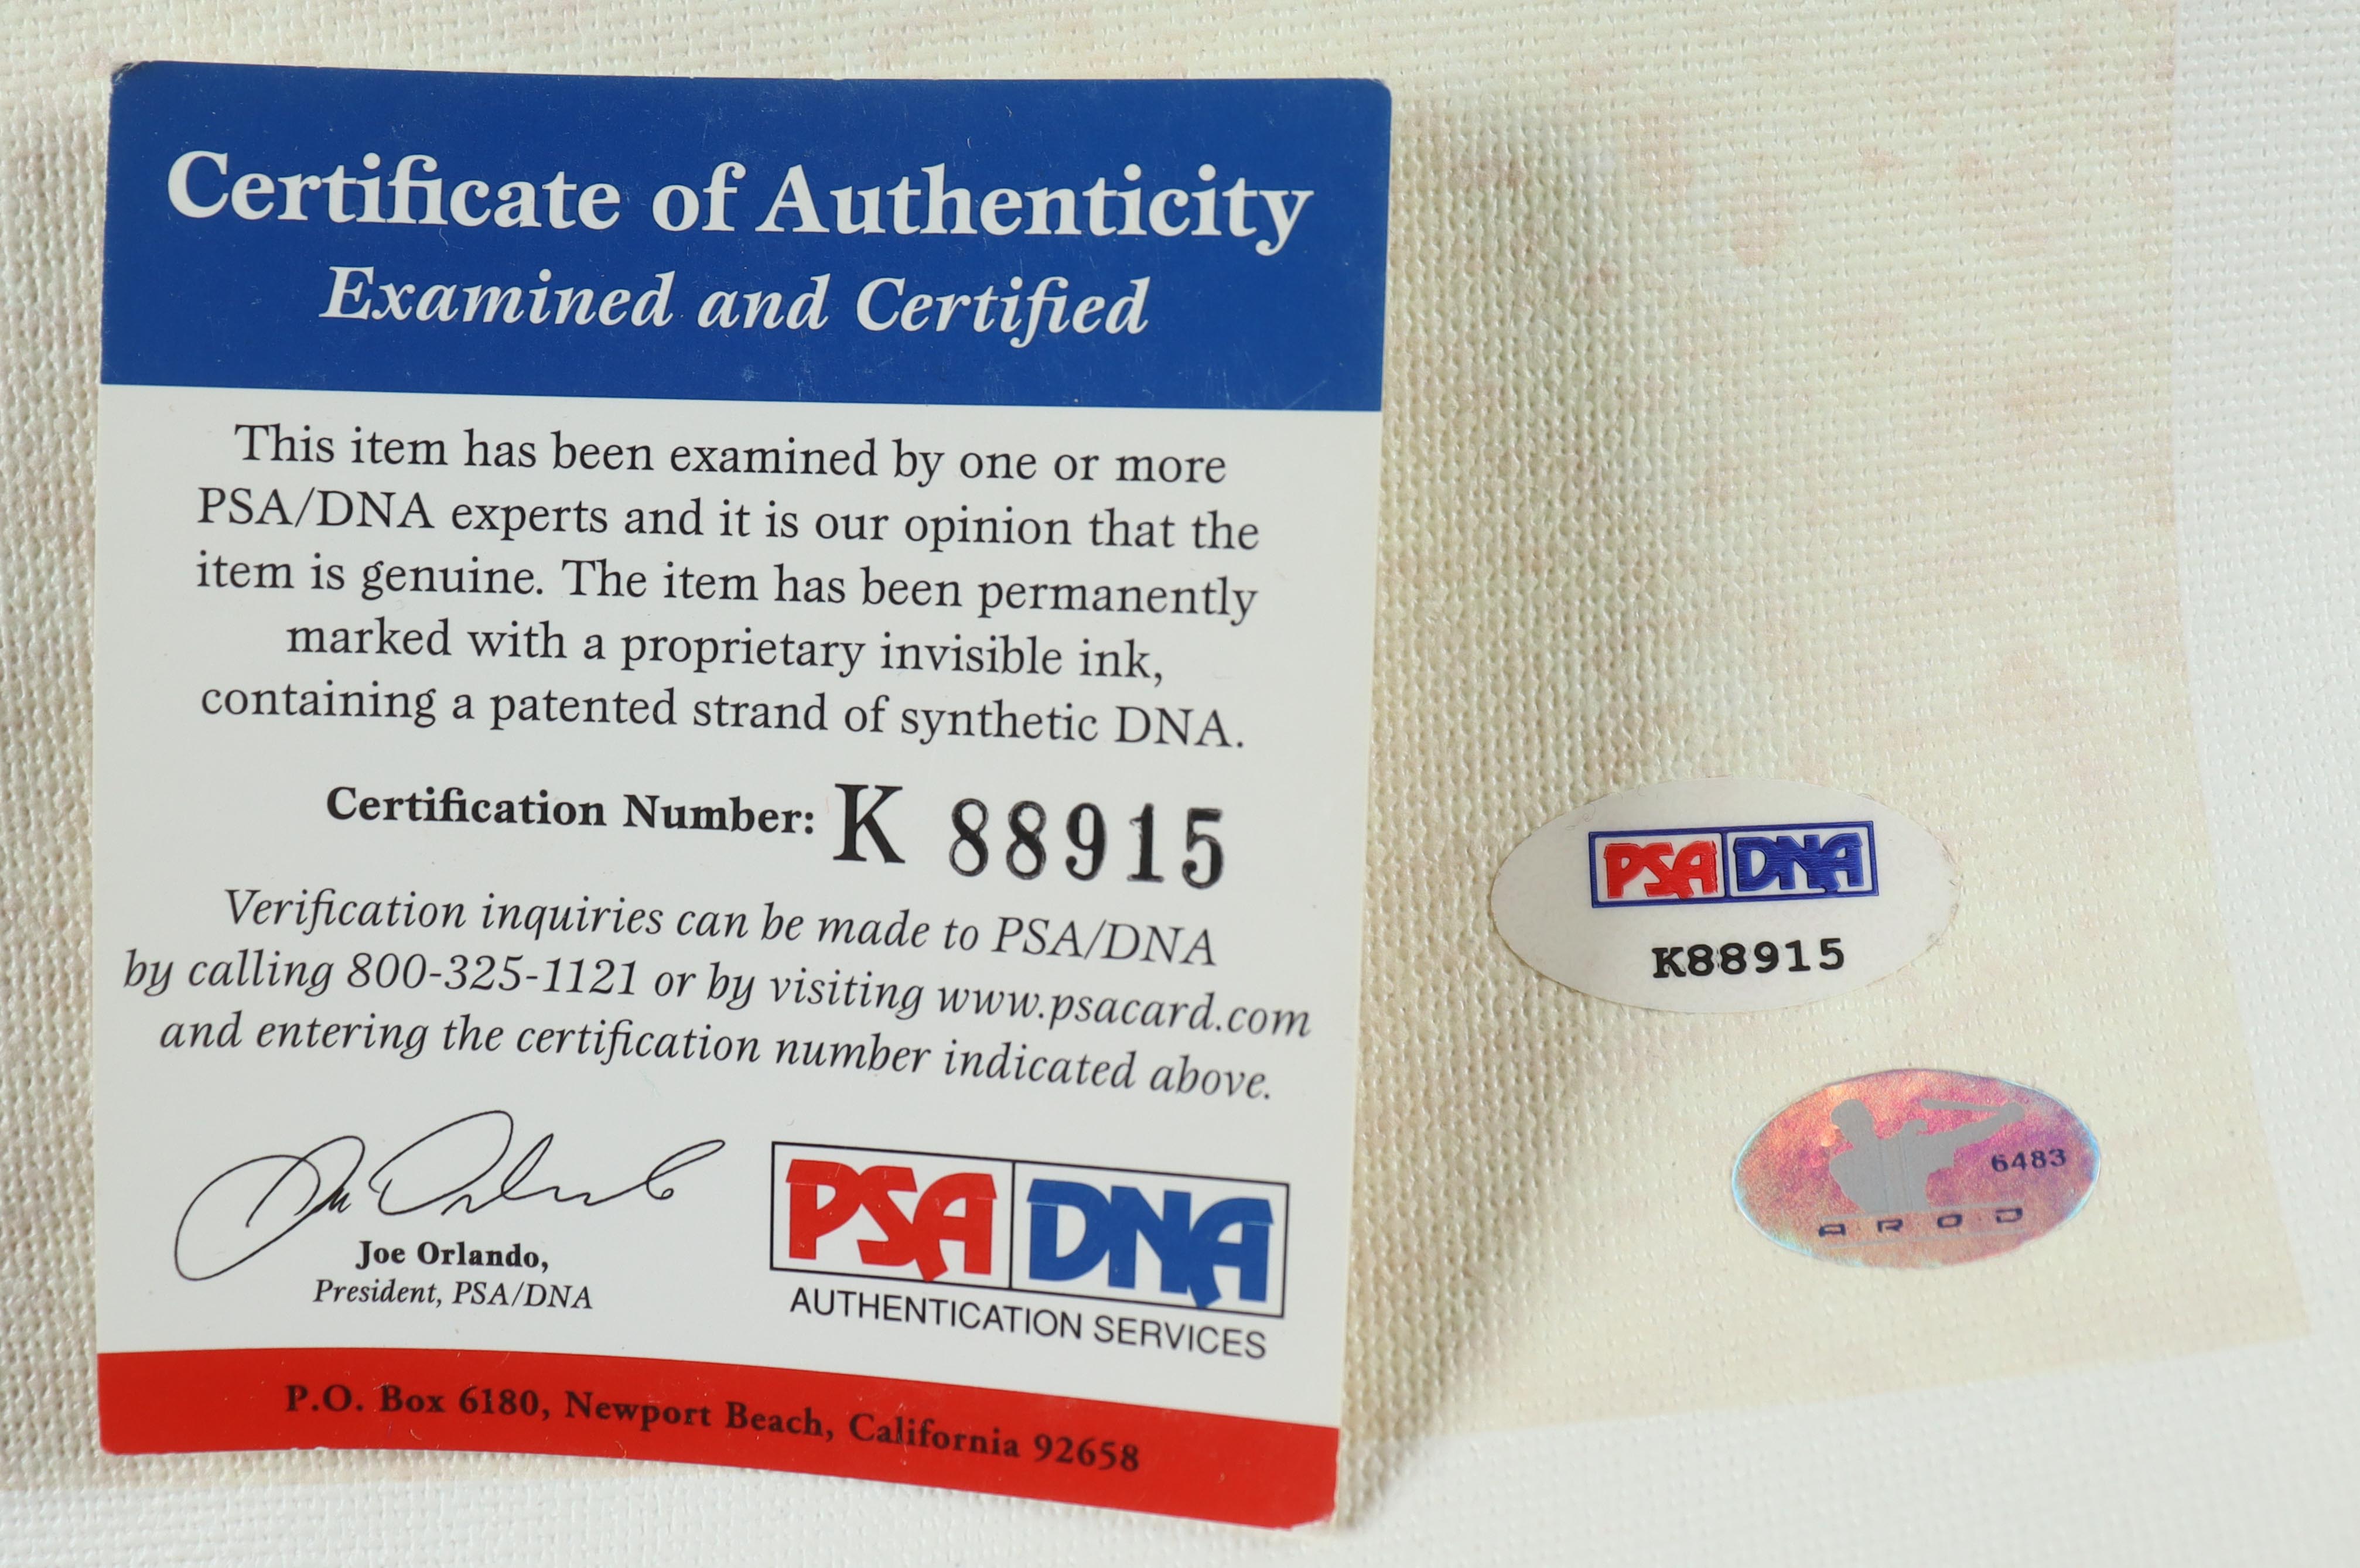 Certificate of Authenticity
Examined and Certified
This item has been examined by one or more
PSA/DNA experts and it is our opinion that the
item is genuine. The item has been permanently
marked with a proprietary invisible ink,
containing a patented strand of synthetic DNA.
Certification Number: K 88915
Verification inquiries can be made to PSA/DNA
by calling 800-325-1121 or by visiting www.psacard.com
and entering the certification number indicated above.
Joe Orlando,
President, PSA/DNA
PSA DNA
AUTHENTICATION SERVICES
P.O. Box 6180, Newport Beach, California 92658
PSA DNA
K88915
6483
AROD